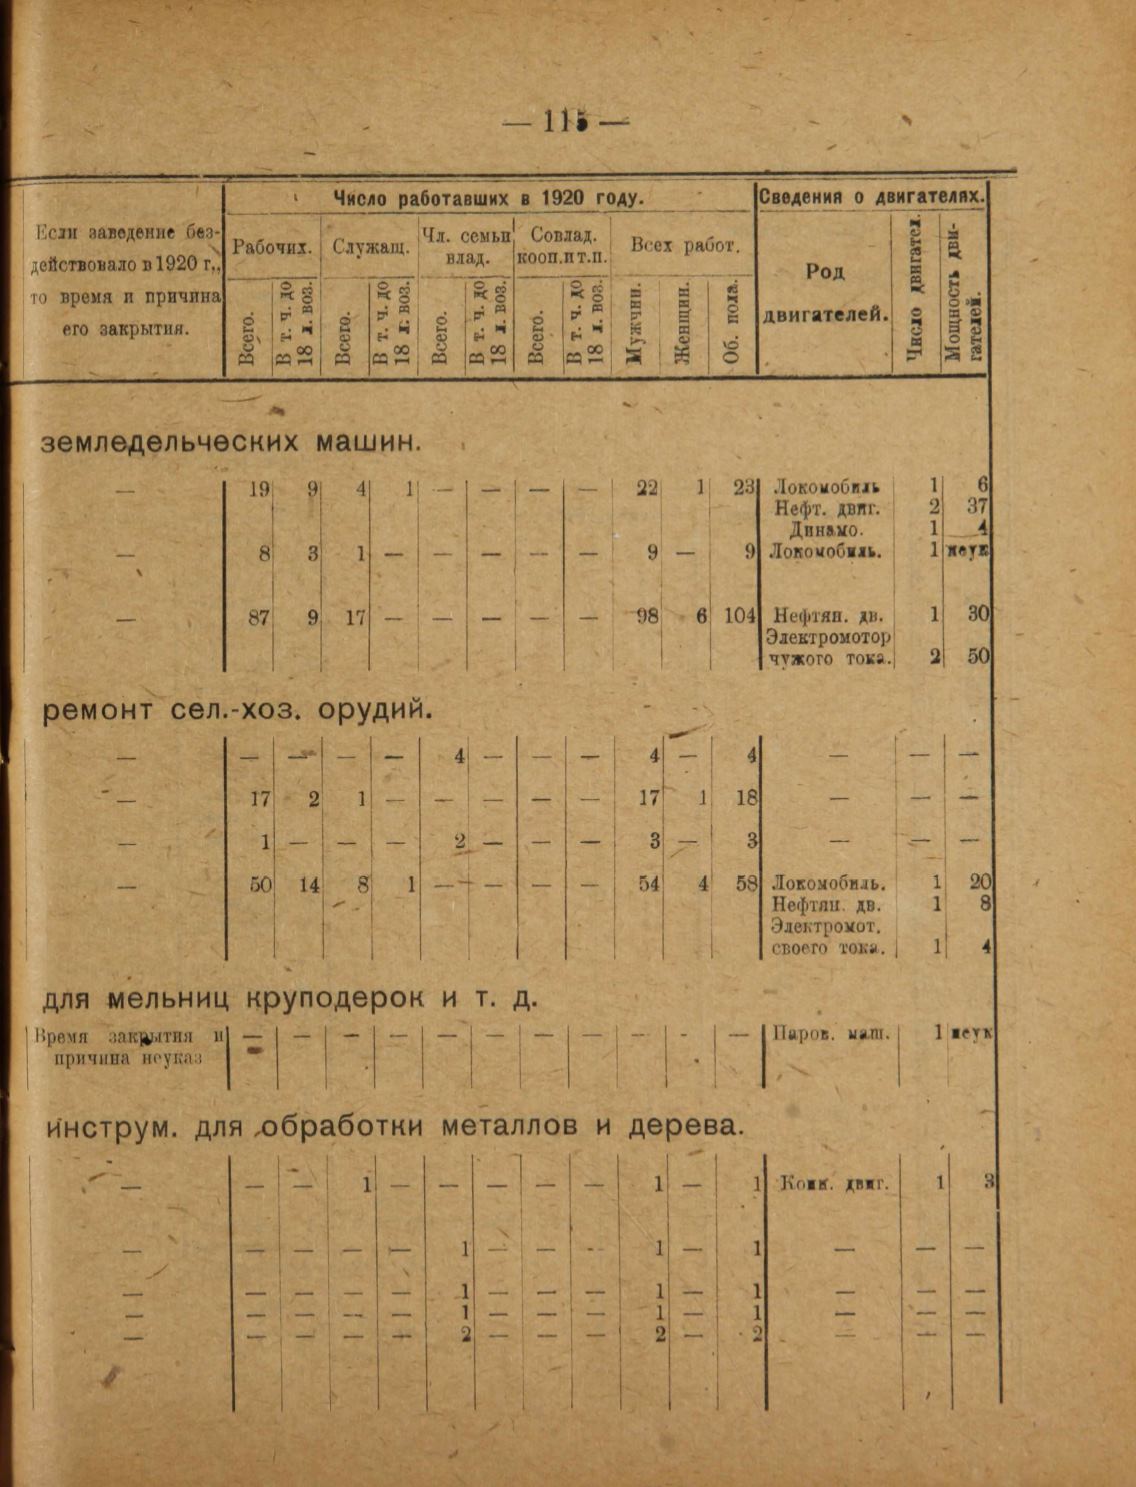 — 115 —
Если заведение без-
действовало в 1920 г.,
то время и причина
его закрытия.
Число работавших в 1920 году.
Сведения о двигателях.
Рабочих. Служащ. Чл. семьи влад. Совлад. кооп. и т. п. Всех работ.
Род
двигателей.
Число двигател.
Мощность дви-
гателей.
Всего. В т. ч. до 18 л. воз. Всего. В т. ч. до 18 л. воз. Всего. В т. ч. до 18 л. воз. Всего. В т. ч. до 18 л. воз. Мужчин. Женщин. Об. пола.
земледельческих машин.
— 19 9 4 1 — — — — 22 1 23 Локомобиль 1 6
Нефт. двиг. 2 37
Динамо. 1 4
— 8 3 1 — — — — — 9 — 9 Локомобиль. 1 неук
— 87 9 17 — — — — — 98 6 104 Нефтян. дв. 1 30
Электромотор
чужого тока. 2 50
ремонт сел.-хоз. орудий.
— — — — — 4 — — — 4 — 4 — — —
— 17 2 1 — — — — — 17 1 18 — — —
— 1 — — — 2 — — — 3 — 3 — — —
— 50 14 8 1 — — — — 54 4 58 Локомобиль. 1 20
Нефтян. дв. 1 8
Электромот.
своего тока. 1 4
для мельниц круподерок и т. д.
Время закрытия и — — — — — — — — — - — Паров. маш. 1 неук
причина неуказ
инструм. для обработки металлов и дерева.
— — — 1 — — — — — 1 — 1 Конн. двиг. 1 3
— — — — — 1 — — — 1 — 1 — — —
— — — — — 1 — — — 1 — 1 — — —
— — — — — 1 — — — 1 — 1 — — —
— — — — — 2 — — — 2 — 2 — — —